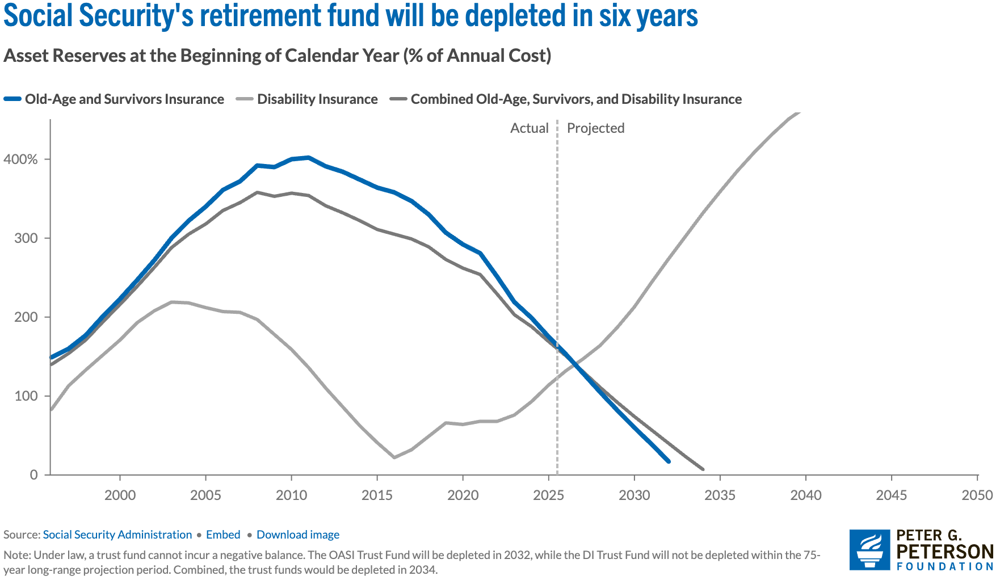 Social Security's retirement fund will be depleted in six years
Asset Reserves at the Beginning of Calendar Year (% of Annual Cost)
Old-Age and Survivors Insurance Disability Insurance Combined Old-Age, Survivors, and Disability Insurance
Actual Projected
400%
300
200
100
0
2000 2005 2010 2015 2020 2025 2030 2035 2040 2045 2050
Source: Social Security Administration • Embed • Download image
Note: Under law, a trust fund cannot incur a negative balance. The OASI Trust Fund will be depleted in 2032, while the DI Trust Fund will not be depleted within the 75-
year long-range projection period. Combined, the trust funds would be depleted in 2034.
PETER G.
PETERSON
FOUNDATION